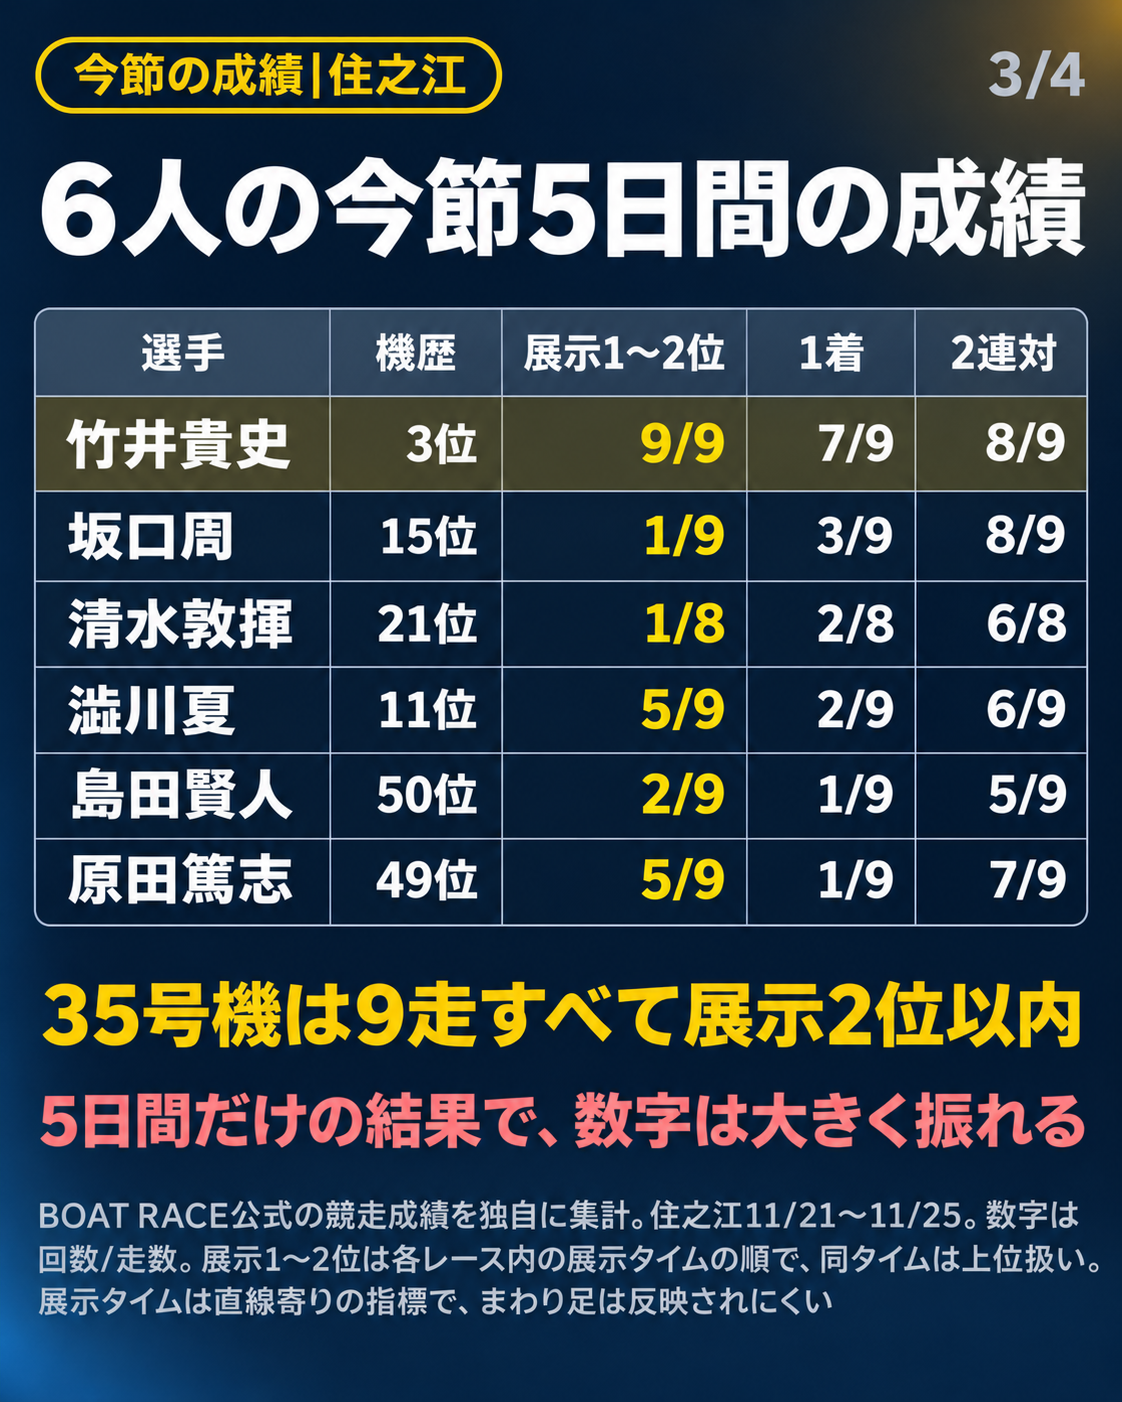 今節の成績|住之江
3/4
6人の今節5日間の成績
選手 機歴 展示1〜2位 1着 2連対
竹井貴史 3位 9/9 7/9 8/9
坂口周 15位 1/9 3/9 8/9
清水敦揮 21位 1/8 2/8 6/8
澁川夏 11位 5/9 2/9 6/9
島田賢人 50位 2/9 1/9 5/9
原田篤志 49位 5/9 1/9 7/9
35号機は9走すべて展示2位以内
5日間だけの結果で、数字は大きく振れる
BOAT RACE公式の競走成績を独自に集計。住之江11/21〜11/25。数字は
回数/走数。展示1〜2位は各レース内の展示タイムの順で、同タイムは上位扱い。
展示タイムは直線寄りの指標で、まわり足は反映されにくい